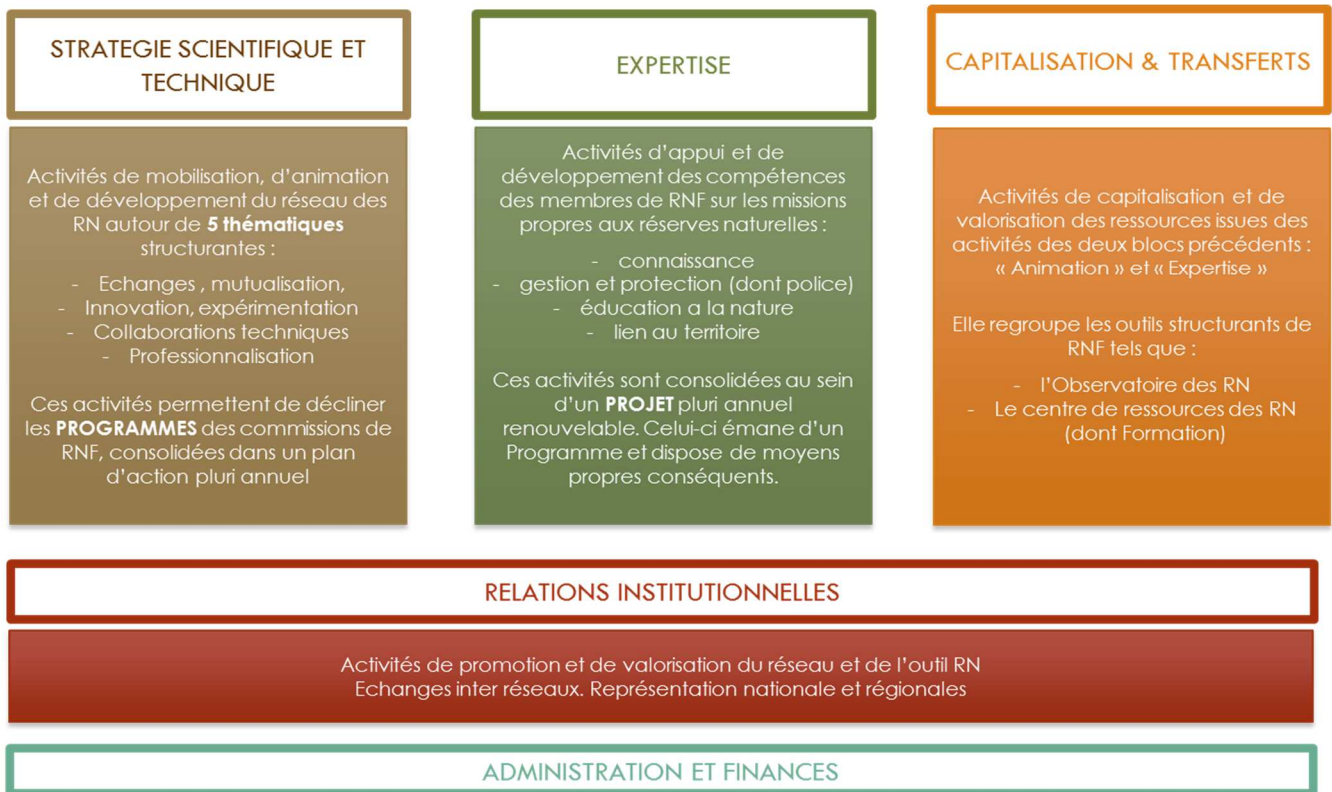 STRATEGIE SCIENTIFIQUE ET
TECHNIQUE
Activités de mobilisation, d'animation
et de développement du réseau des
RN autour de 5 thématiques
structurantes :
- Echanges , mutualisation,
- Innovation, expérimentation
- Collaborations techniques
- Professionnalisation
Ces activités permettent de décliner
les PROGRAMMES des commissions de
RNF, consolidées dans un plan
d'action pluri annuel
EXPERTISE
Activités d'appui et de
développement des compétences
des membres de RNF sur les missions
propres aux réserves naturelles :
- connaissance
- gestion et protection (dont police)
- éducation a la nature
- lien au territoire
Ces activités sont consolidées au sein
d'un PROJET pluri annuel
renouvelable. Celui-ci émane d'un
Programme et dispose de moyens
propres conséquents.
CAPITALISATION & TRANSFERTS
Activités de capitalisation et de
valorisation des ressources issues des
activités des deux blocs précédents :
« Animation » et « Expertise »
Elle regroupe les outils structurants de
RNF tels que :
- l'Observatoire des RN
- Le centre de ressources des RN
(dont Formation)
RELATIONS INSTITUTIONNELLES
Activités de promotion et de valorisation du réseau et de l'outil RN
Echanges inter réseaux. Représentation nationale et régionales
ADMINISTRATION ET FINANCES